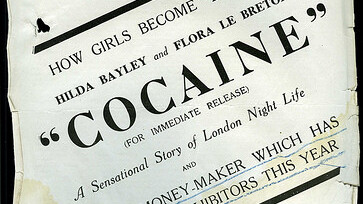 HOW GIRLS BECOME
HILDA BAYLEY and FLORA LE BRETON
"COCAINE"
(FOR IMMEDIATE RELEASE)
A Sensational Story of London Night Life
AND
MONEY-MAKER WHICH HAS
THIS YEAR